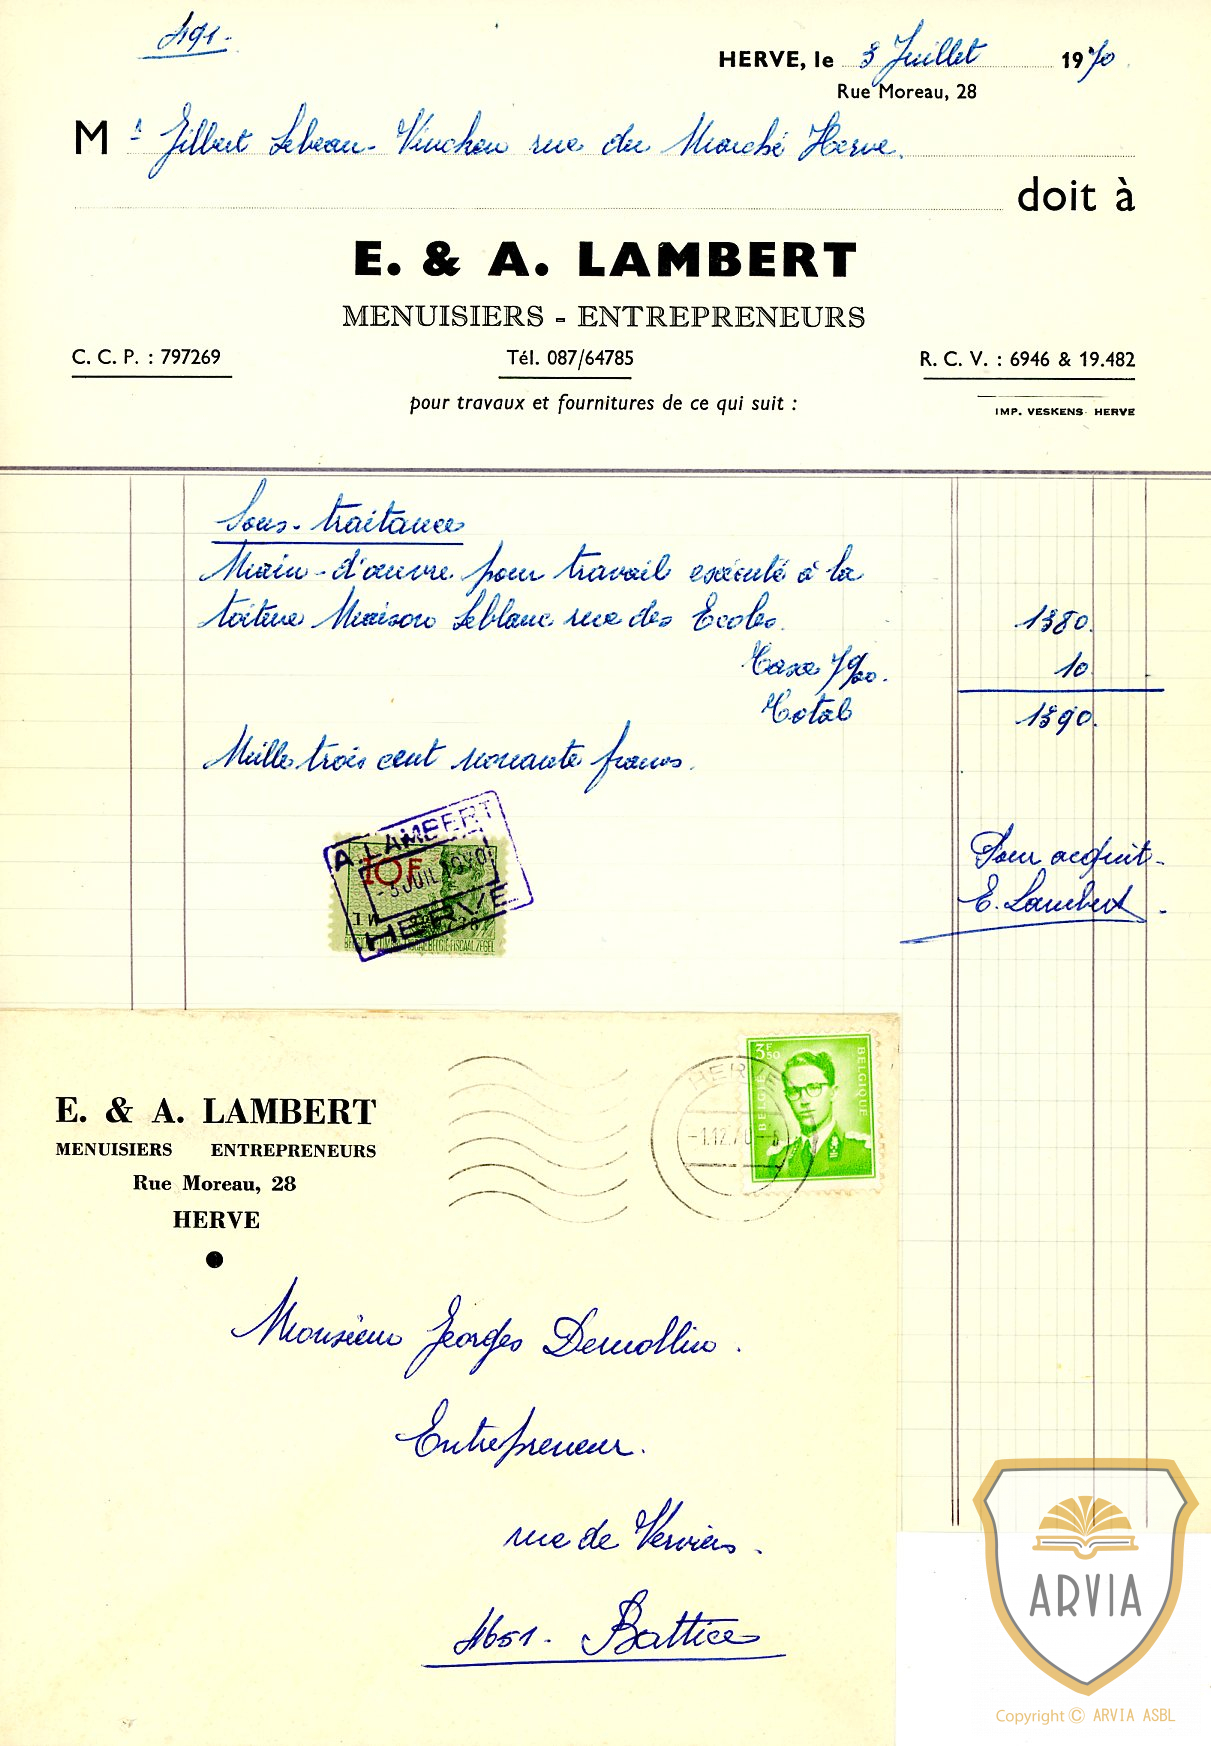 491.
HERVE, le 3 Juillet 1970.
Rue Moreau, 28
Mr Gilbert Lebeau-Vinchen rue du Marché Herve.
doit à
E. & A. LAMBERT
MENUISIERS - ENTREPRENEURS
C. C. P. : 797269 Tél. 087/64785 R. C. V. : 6946 & 19.482
pour travaux et fournitures de ce qui suit :
IMP. VESKENS HERVE
Sous-traitance
Main-d'œuvre pour travail exécuté à la
toiture Maison Leblanc rue des Ecoles. 1380.
Taxe 7‰. 10
Total 1390.
Mille trois cent nonante francs.
A. LAMBERT
10F
-3 JUIL 1970
HERVE
Pour acquit-
E. Lambert.
E. & A. LAMBERT
MENUISIERS ENTREPRENEURS
Rue Moreau, 28
HERVE
HERVE
-1.12.70-8
3F50
BELGIE BELGIQUE
Monsieur Georges Demollin.
Entrepreneur.
rue de Verviers.
4651. Battice
ARVIA
Copyright © ARVIA ASBL